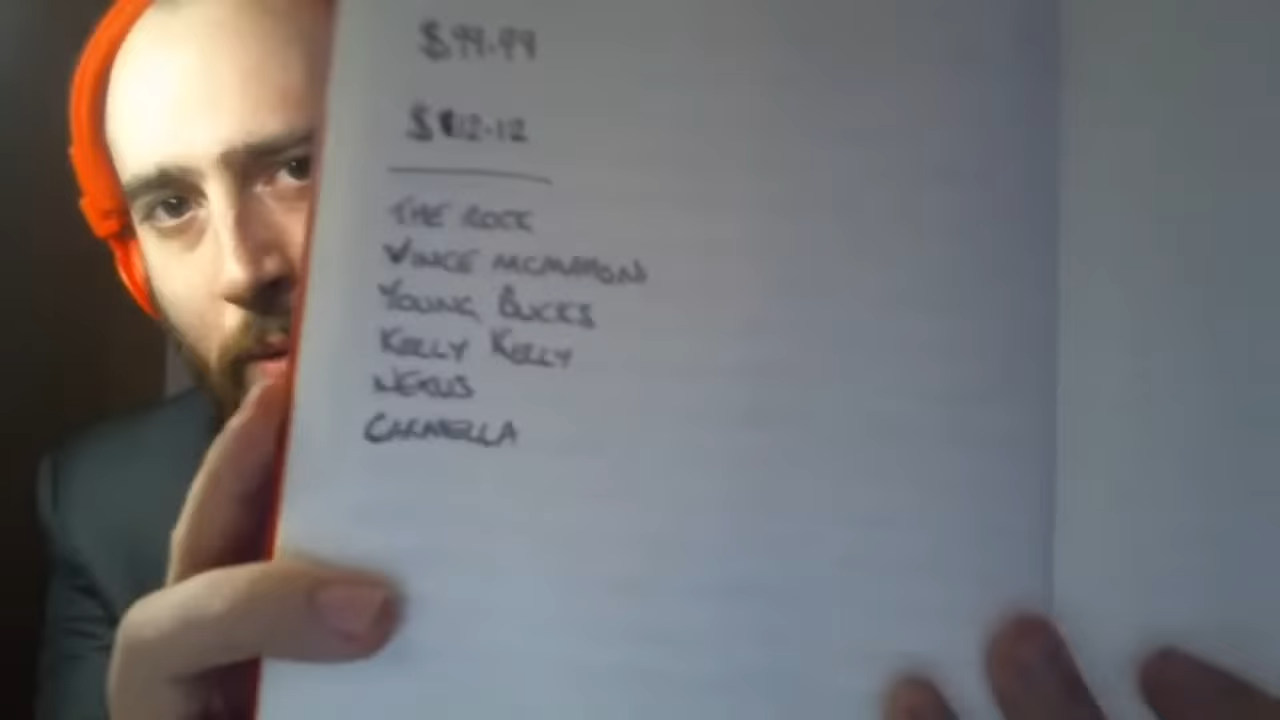 $99.99
$12.12
THE ROCK
VINCE MCMAHON
YOUNG BUCKS
KELLY KELLY
NEXUS
CARMELLA